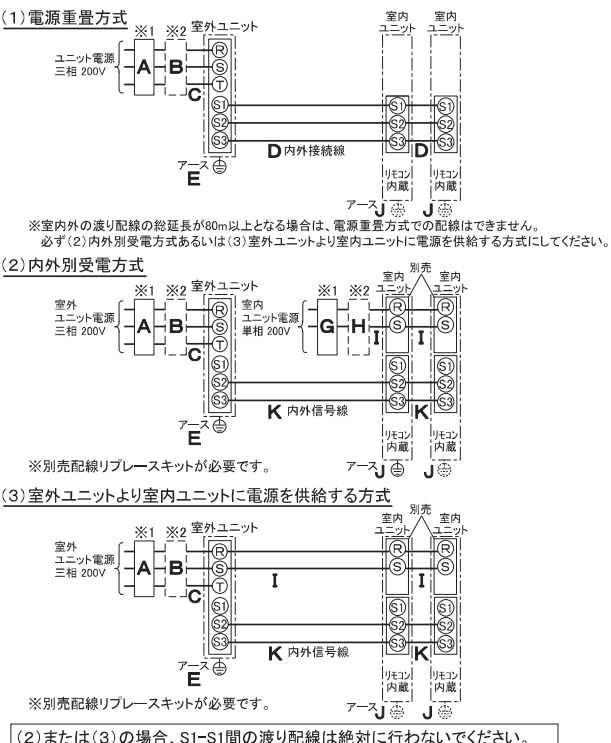 (1)電源重畳方式
※1 ※2 室外ユニット
室内ユニット 室内ユニット
ユニット電源
三相 200V
A B C
R
S
T
S1
S2
S3
S1 S1
S2 S2
S3 S3
D 内外接続線
D
アース
E
リモコン内蔵 リモコン内蔵
アース J J
※室内外の渡り配線の総延長が80m以上となる場合は、電源重畳方式での配線はできません。
必ず(2)内外別受電方式あるいは(3)室外ユニットより室内ユニットに電源を供給する方式にしてください。
(2)内外別受電方式
※1 ※2 室外ユニット
室外
ユニット電源
三相 200V
A B C
R
S
T
S1
S2
S3
室内
ユニット電源
単相 200V
※1 ※2
G H I I
別売
室内ユニット 室内ユニット
R R
S S
S1 S1
S2 S2
S3 S3
K 内外信号線
K
アース
E
リモコン内蔵 リモコン内蔵
アース J J
※別売配線リプレースキットが必要です。
(3)室外ユニットより室内ユニットに電源を供給する方式
※1 ※2 室外ユニット
室外
ユニット電源
三相 200V
A B C
R
S
T
S1
S2
S3
I I
別売
室内ユニット 室内ユニット
R R
S S
S1 S1
S2 S2
S3 S3
K 内外信号線
K
アース
E
リモコン内蔵 リモコン内蔵
アース J J
※別売配線リプレースキットが必要です。
(2)または(3)の場合、S1-S1間の渡り配線は絶対に行わないでください。